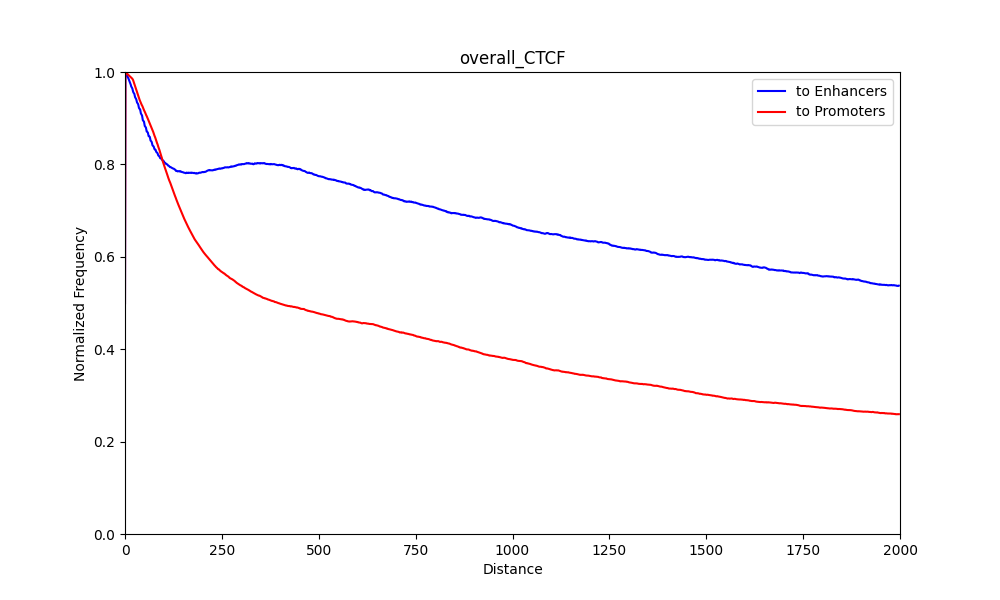 overall_CTCF
to Enhancers
to Promoters
Normalized Frequency
1.0
0.8
0.6
0.4
0.2
0.0
0 250 500 750 1000 1250 1500 1750 2000
Distance